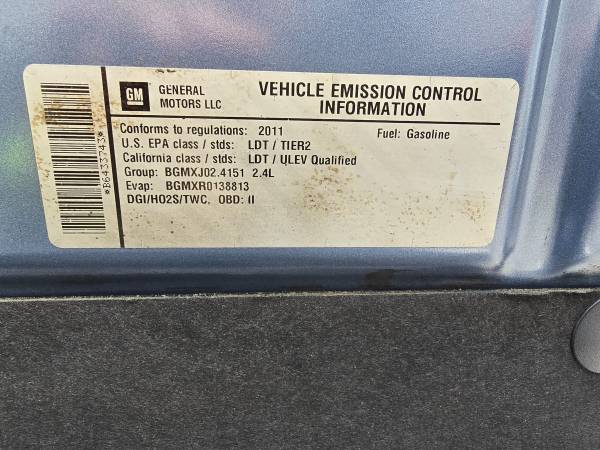 GM
GENERAL
MOTORS LLC
VEHICLE EMISSION CONTROL
INFORMATION
Conforms to regulations: 2011 Fuel: Gasoline
U.S. EPA class / stds: LDT / TIER2
California class / stds: LDT / ULEV Qualified
Group: BGMXJ02.4151 2.4L
Evap: BGMXR0138813
DGI/HO2S/TWC, OBD: II
*B6433743*